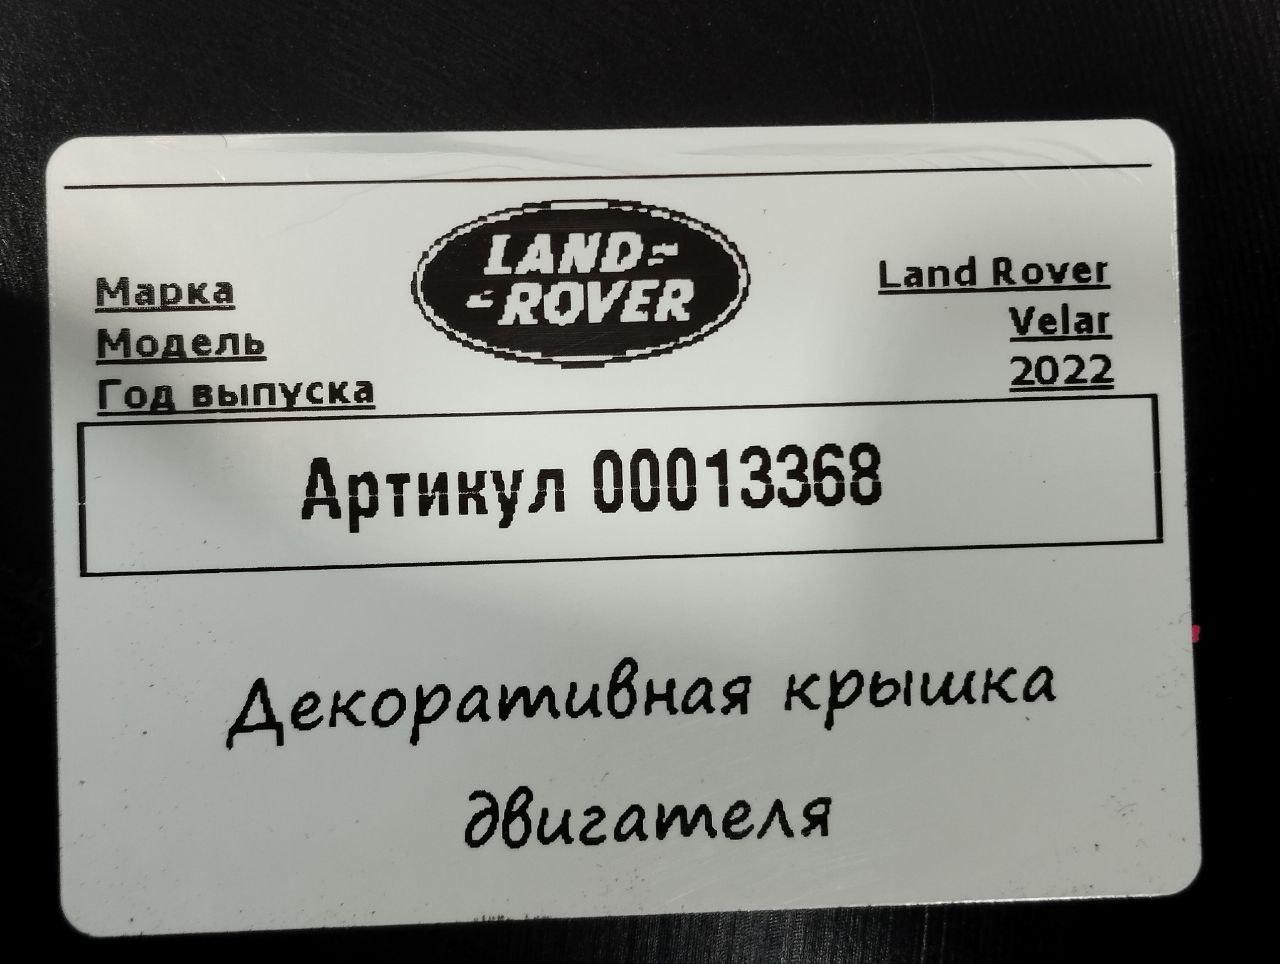 LAND-
-ROVER
Марка Land Rover
Модель Velar
Год выпуска 2022
Артикул 00013368
Декоративная крышка
двигателя